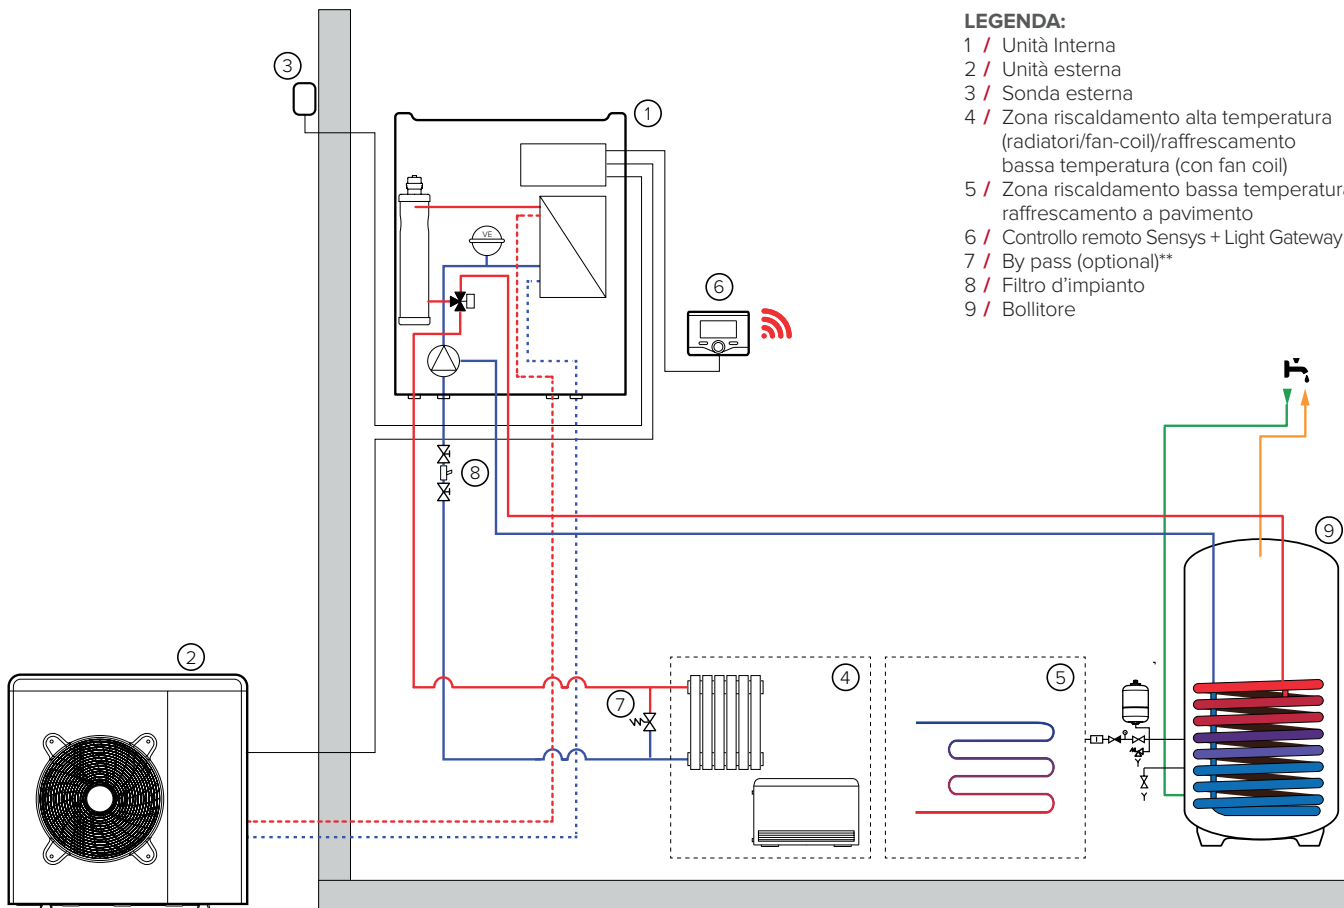 LEGENDA:
1 / Unità Interna
2 / Unità esterna
3 / Sonda esterna
4 / Zona riscaldamento alta temperatura
(radiatori/fan-coil)/raffrescamento
bassa temperatura (con fan coil)
5 / Zona riscaldamento bassa temperatura
raffrescamento a pavimento
6 / Controllo remoto Sensys + Light Gateway
7 / By pass (optional)**
8 / Filtro d'impianto
9 / Bollitore
3
1
VE
6
8
9
2
4
5
7